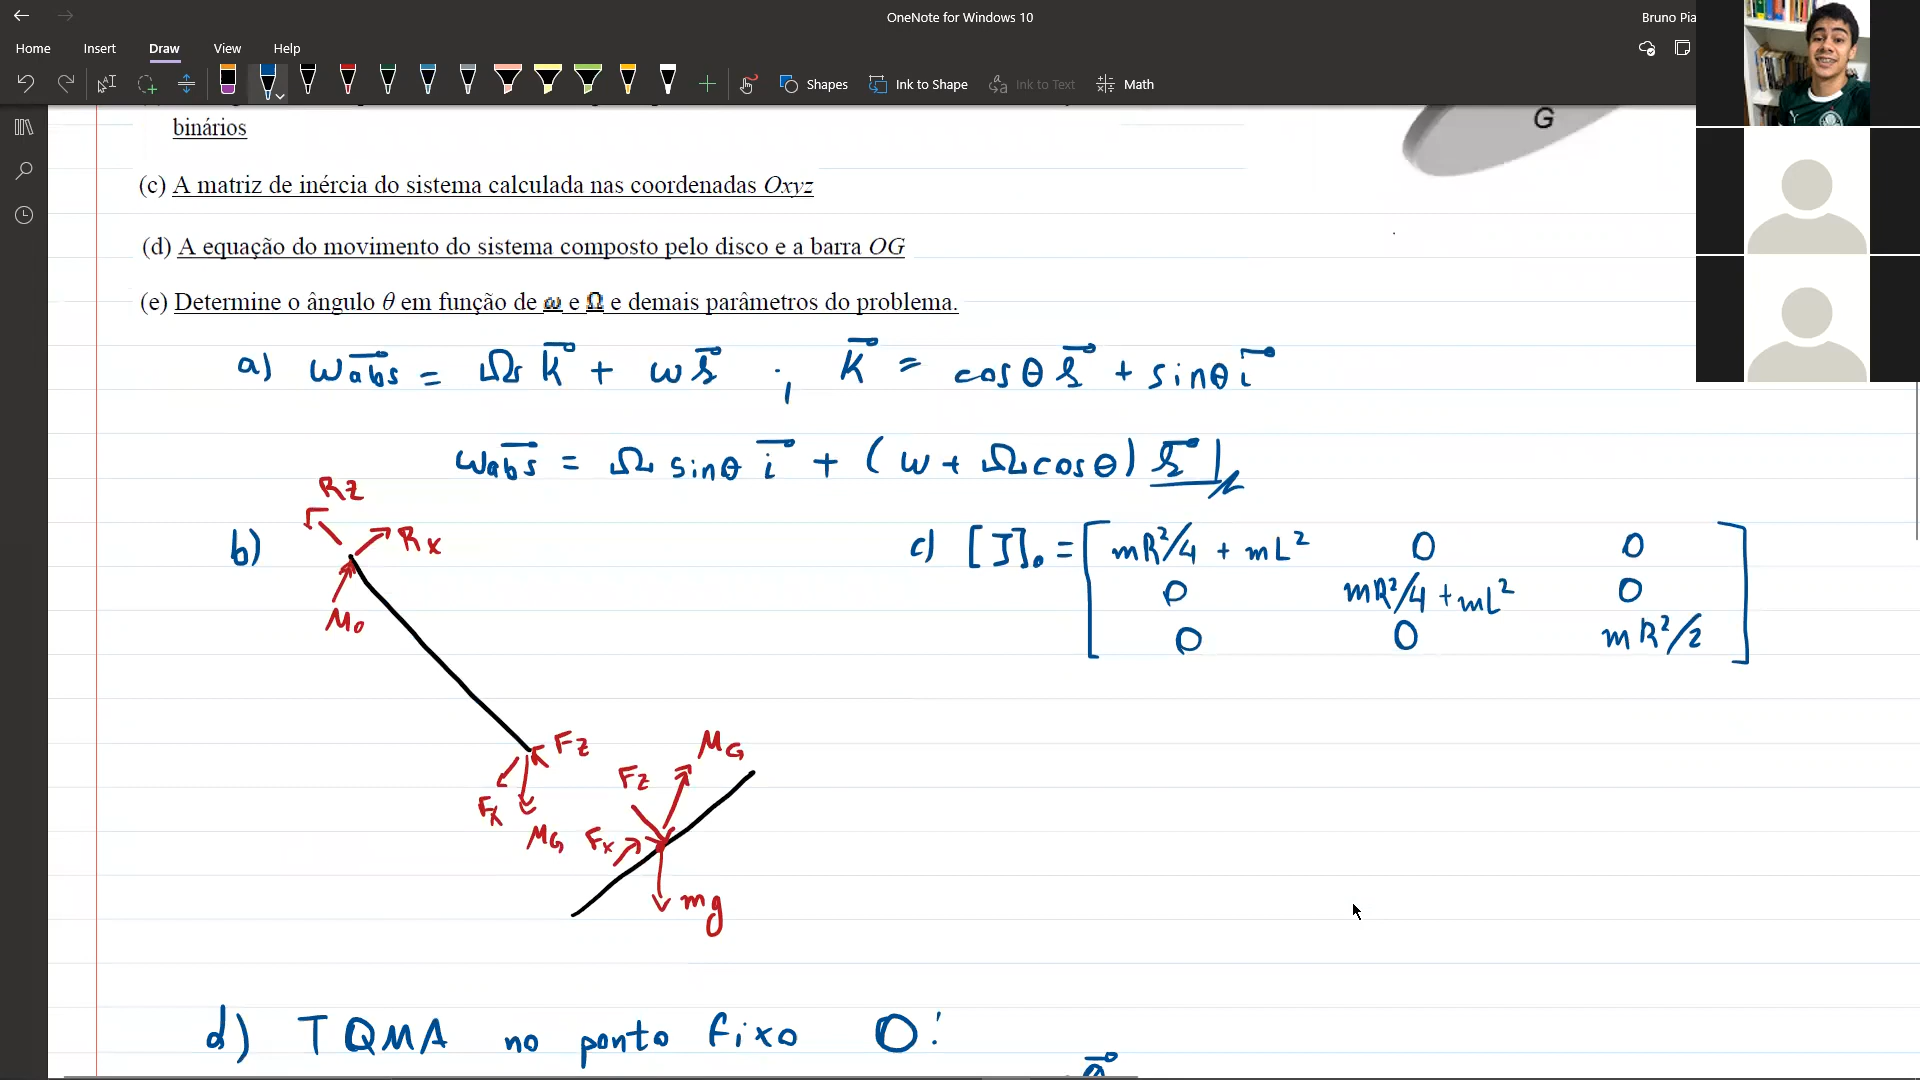 OneNote for Windows 10
Bruno Pia
Home Insert Draw View Help
Shapes Ink to Shape Ink to Text Math
binários
G
(c) A matriz de inércia do sistema calculada nas coordenadas Oxyz
(d) A equação do movimento do sistema composto pelo disco e a barra OG
(e) Determine o ângulo θ em função de ω e Ω e demais parâmetros do problema.
a) ωabs = Ω K + ω k ; K = cosθ k + sinθ i
ωabs = Ω sinθ i + (ω + Ω cosθ) k
Rz
b) Rx
c) [J]o = [ mR²/4 + mL² 0 0
0 mR²/4 + mL² 0
0 0 mR²/2 ]
Mo
Fz
MG
Fz
Fx
MG Fx
mg
d) TQMA no ponto fixo O: